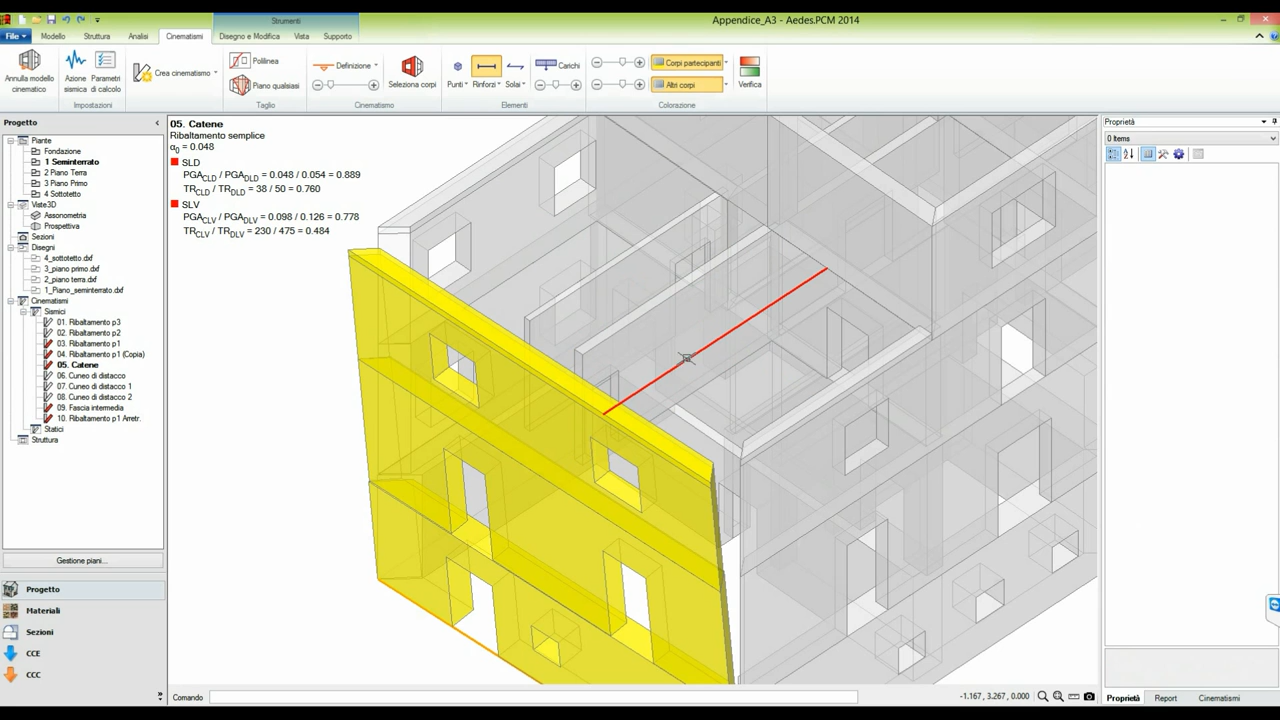 Strumenti
Appendice_A3 - Aedes.PCM 2014
File
Modello
Struttura
Analisi
Cinematismi
Disegno e Modifica
Vista
Supporto
Annulla modello cinematico
Azione sismica
Parametri di calcolo
Impostazioni
Crea cinematismo
Polilinea
Piano qualsiasi
Taglio
Definizione
Seleziona corpi
Cinematismo
Punti
Rinforzi
Solai
Carichi
Elementi
Corpi partecipanti
Altri corpi
Colorazione
Verifica
Progetto
Piante
Fondazione
1 Seminterrato
2 Piano Terra
3 Piano Primo
4 Sottotetto
Viste3D
Assonometria
Prospettiva
Sezioni
Disegni
4_sottotetto.dxf
3_piano primo.dxf
2_piano terra.dxf
1_Piano_seminterrato.dxf
Cinematismi
Sismici
01. Ribaltamento p3
02. Ribaltamento p2
03. Ribaltamento p1
04. Ribaltamento p1 (Copia)
05. Catene
06. Cuneo di distacco
07. Cuneo di distacco 1
08. Cuneo di distacco 2
09. Fascia intermedia
10. Ribaltamento p1 Arretr.
Statici
Struttura
Gestione piani...
Progetto
Materiali
Sezioni
CCE
CCC
05. Catene
Ribaltamento semplice
α0 = 0.048
SLD
PGACLD / PGADLD = 0.048 / 0.054 = 0.889
TRCLD / TRDLD = 38 / 50 = 0.760
SLV
PGACLV / PGADLV = 0.098 / 0.126 = 0.778
TRCLV / TRDLV = 230 / 475 = 0.484
Proprietà
0 Items
Comando
-1.167 , 3.267 , 0.000
Proprietà
Report
Cinematismi